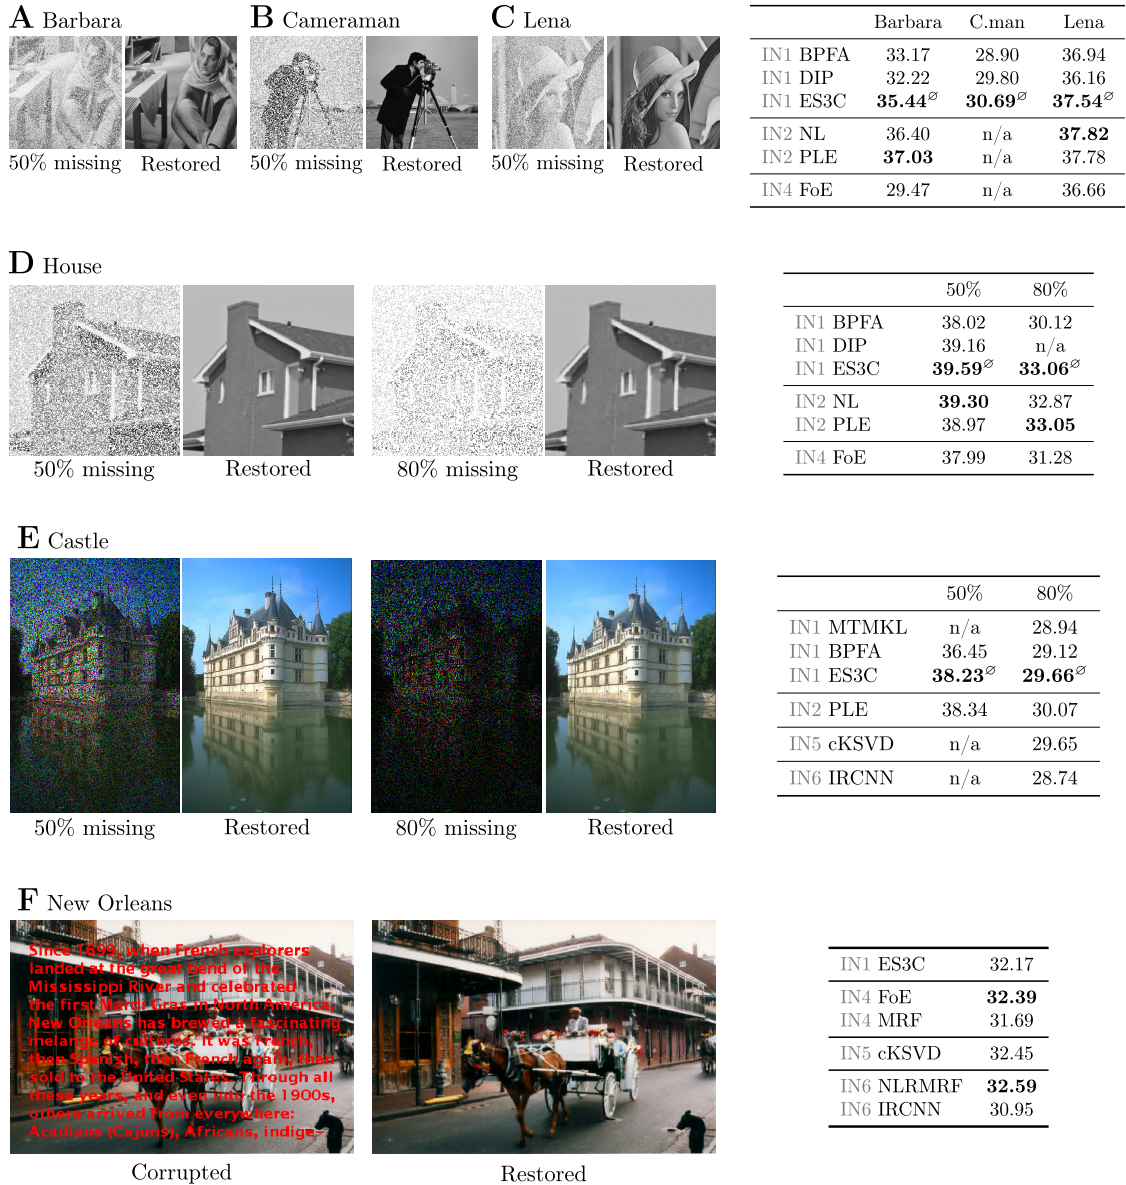 A Barbara
B Cameraman
C Lena
50% missing
Restored
50% missing
Restored
50% missing
Restored
Barbara C.man Lena
IN1 BPFA 33.17 28.90 36.94
IN1 DIP 32.22 29.80 36.16
IN1 ES3C 35.44∅ 30.69∅ 37.54∅
IN2 NL 36.40 n/a 37.82
IN2 PLE 37.03 n/a 37.78
IN4 FoE 29.47 n/a 36.66
D House
50% missing
Restored
80% missing
Restored
50% 80%
IN1 BPFA 38.02 30.12
IN1 DIP 39.16 n/a
IN1 ES3C 39.59∅ 33.06∅
IN2 NL 39.30 32.87
IN2 PLE 38.97 33.05
IN4 FoE 37.99 31.28
E Castle
50% missing
Restored
80% missing
Restored
50% 80%
IN1 MTMKL n/a 28.94
IN1 BPFA 36.45 29.12
IN1 ES3C 38.23∅ 29.66∅
IN2 PLE 38.34 30.07
IN5 cKSVD n/a 29.65
IN6 IRCNN n/a 28.74
F New Orleans
Since 1699, when French explorers
landed at the great bend of the
Mississippi River and celebrated
the first Mardi Gras in North America,
New Orleans has brewed a fascinating
melange of cultures. It was French,
then Spanish, then French again, then
sold to the United States. Through all
these years, and even into the 1900s,
others arrived from everywhere:
Acadians (Cajuns), Africans, indige-
Corrupted
Restored
IN1 ES3C 32.17
IN4 FoE 32.39
IN4 MRF 31.69
IN5 cKSVD 32.45
IN6 NLRMRF 32.59
IN6 IRCNN 30.95